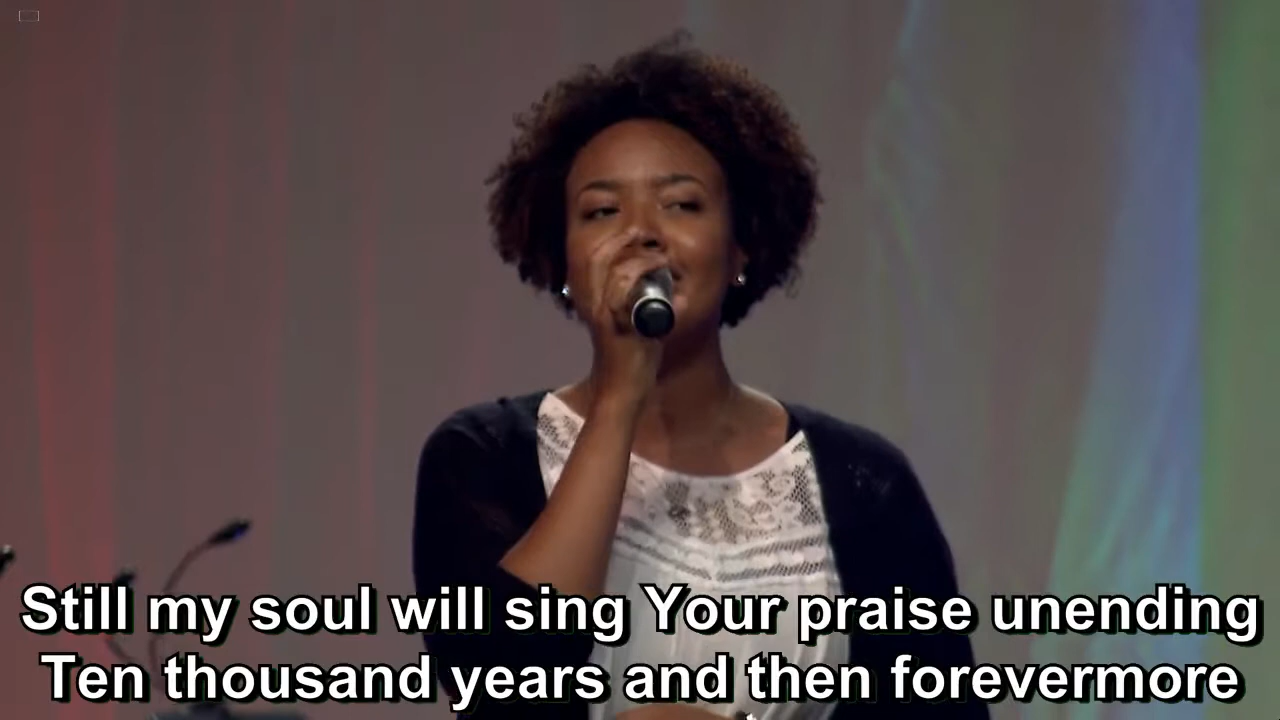 Still my soul will sing Your praise unending
Ten thousand years and then forevermore